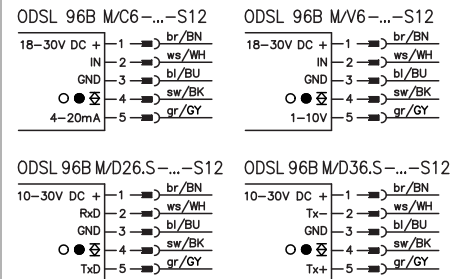 ODSL 96B M/C6-...-S12
18-30V DC + 1 br/BN
IN 2 ws/WH
GND 3 bl/BU
4 sw/BK
4-20mA 5 gr/GY
ODSL 96B M/V6-...-S12
18-30V DC + 1 br/BN
IN 2 ws/WH
GND 3 bl/BU
4 sw/BK
1-10V 5 gr/GY
ODSL 96B M/D26.S-...-S12
10-30V DC + 1 br/BN
RxD 2 ws/WH
GND 3 bl/BU
4 sw/BK
TxD 5 gr/GY
ODSL 96B M/D36.S-...-S12
10-30V DC + 1 br/BN
Tx+ 2 ws/WH
GND 3 bl/BU
4 sw/BK
Tx+ 5 gr/GY